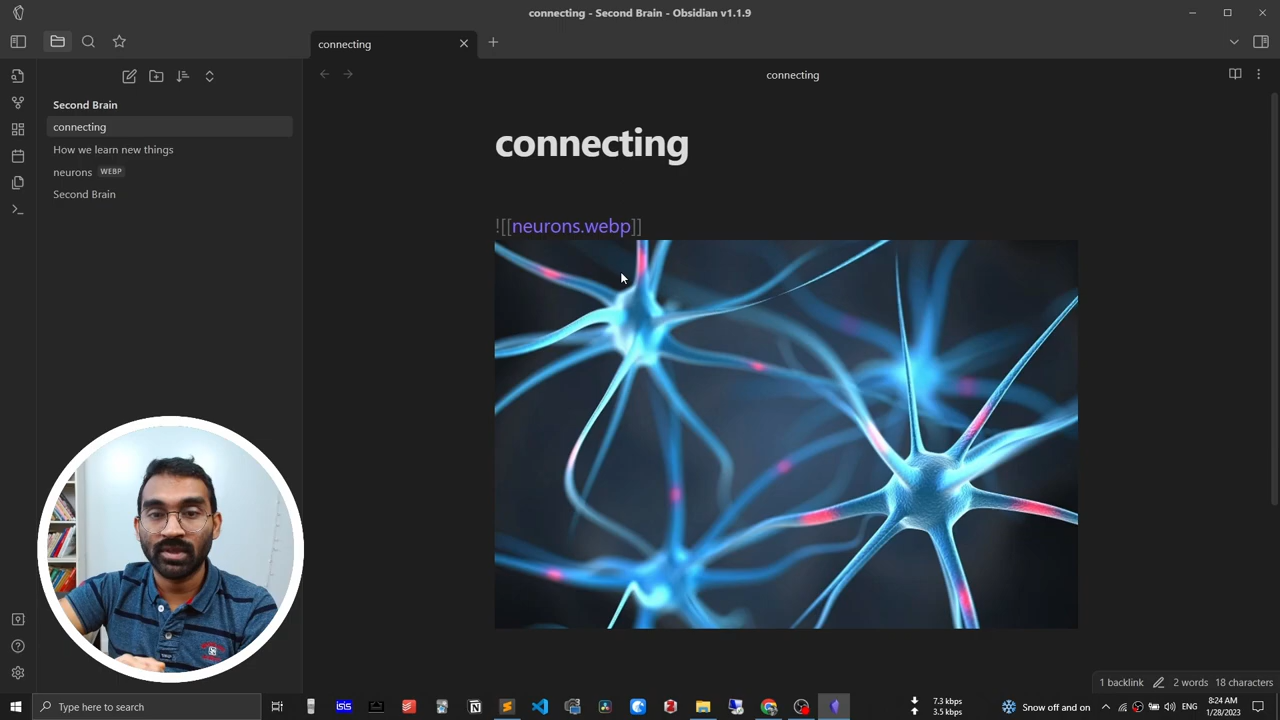 connecting - Second Brain - Obsidian v1.1.9
connecting
connecting
Second Brain
connecting
How we learn new things
neurons WEBP
Second Brain
connecting
![[neurons.webp]]
1 backlink 2 words 18 characters
Type here to search
isis
7.3 kbps
3.5 kbps
Snow off and on
ENG
8:24 AM
1/28/2023